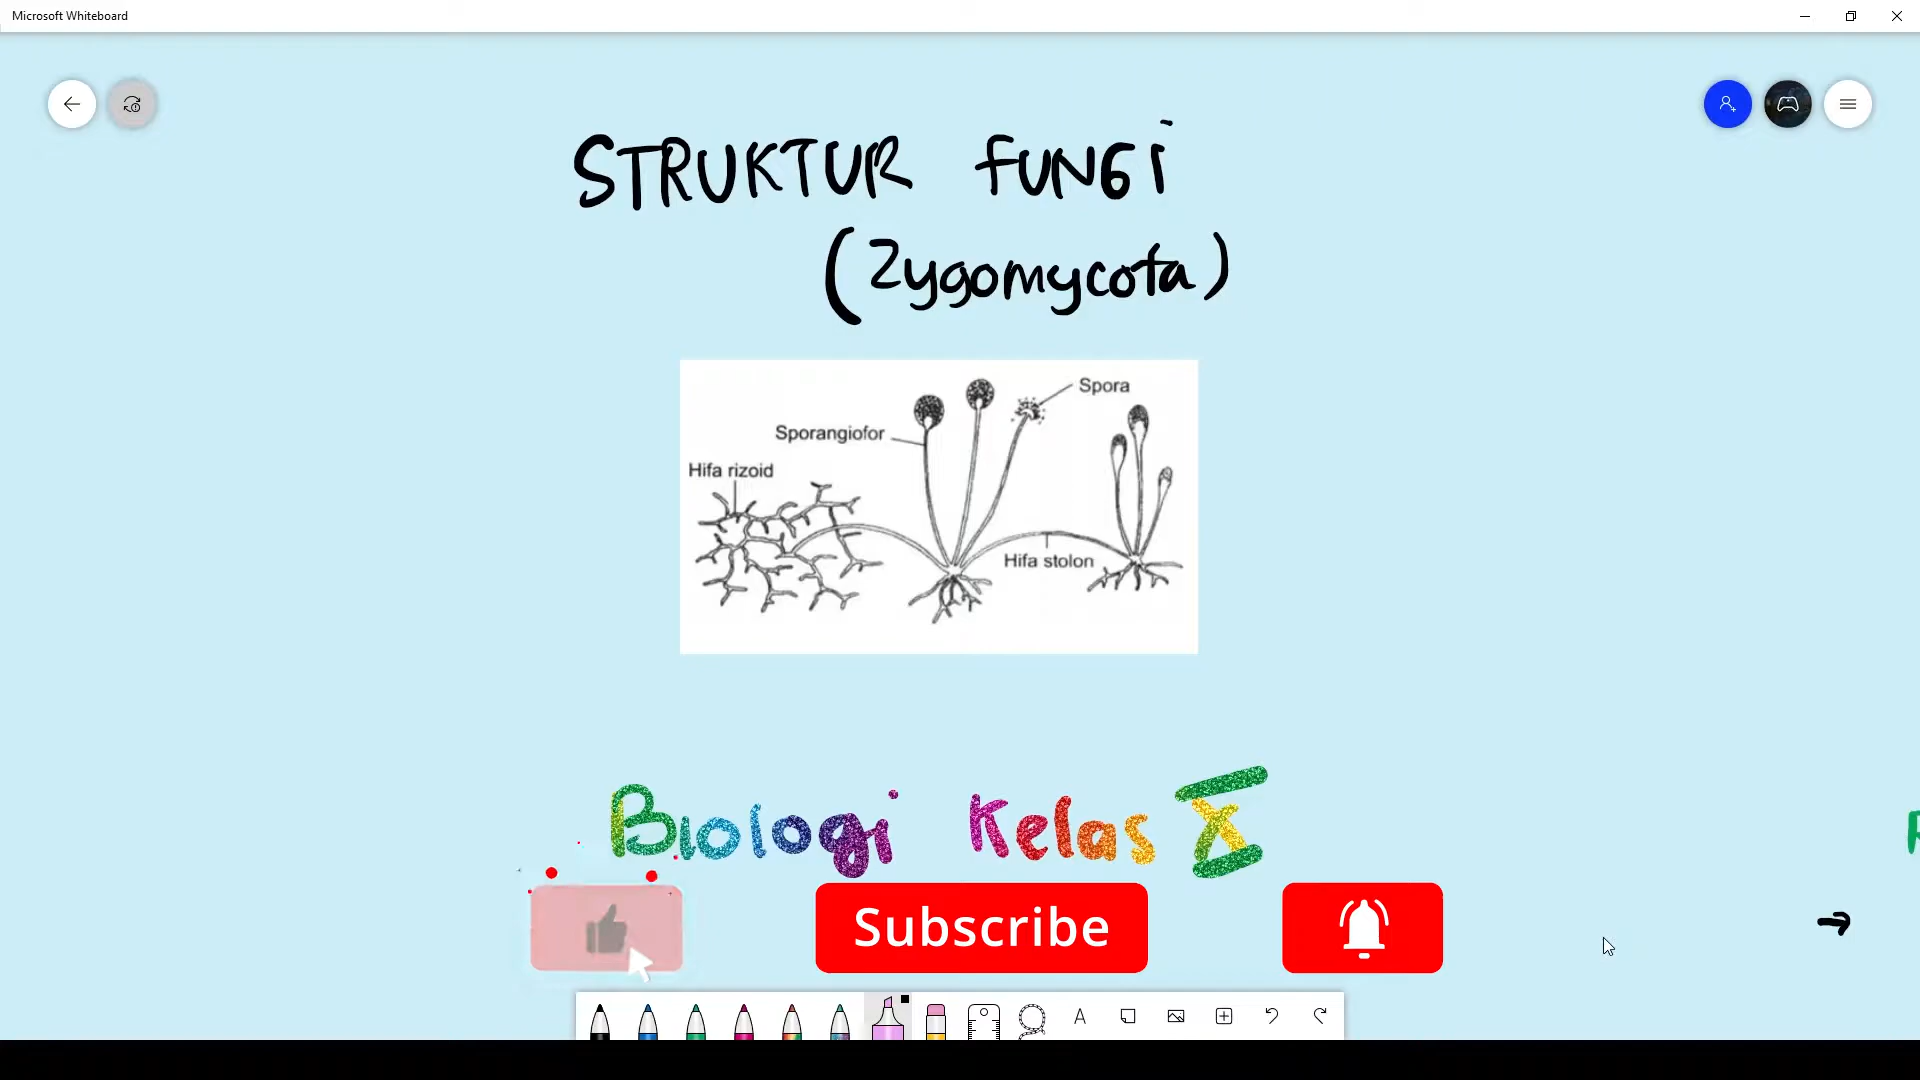 Microsoft Whiteboard
STRUKTUR FUNGI
(Zygomycota)
Spora
Sporangiofor
Hifa rizoid
Hifa stolon
Biologi Kelas X
Subscribe